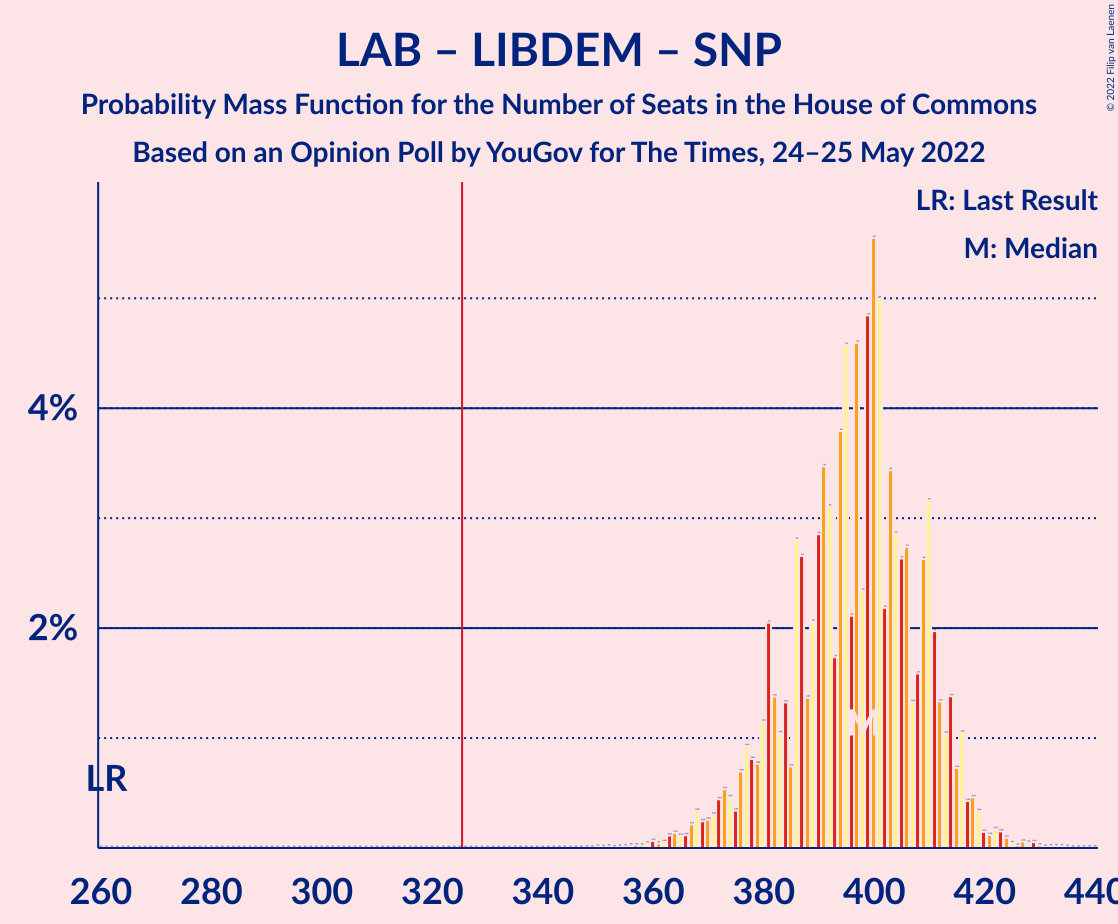 LAB – LIBDEM – SNP
Probability Mass Function for the Number of Seats in the House of Commons
Based on an Opinion Poll by YouGov for The Times, 24–25 May 2022
© 2022 Filip van Laenen
LR: Last Result
M: Median
4%
2%
M
LR
260 280 300 320 340 360 380 400 420 440